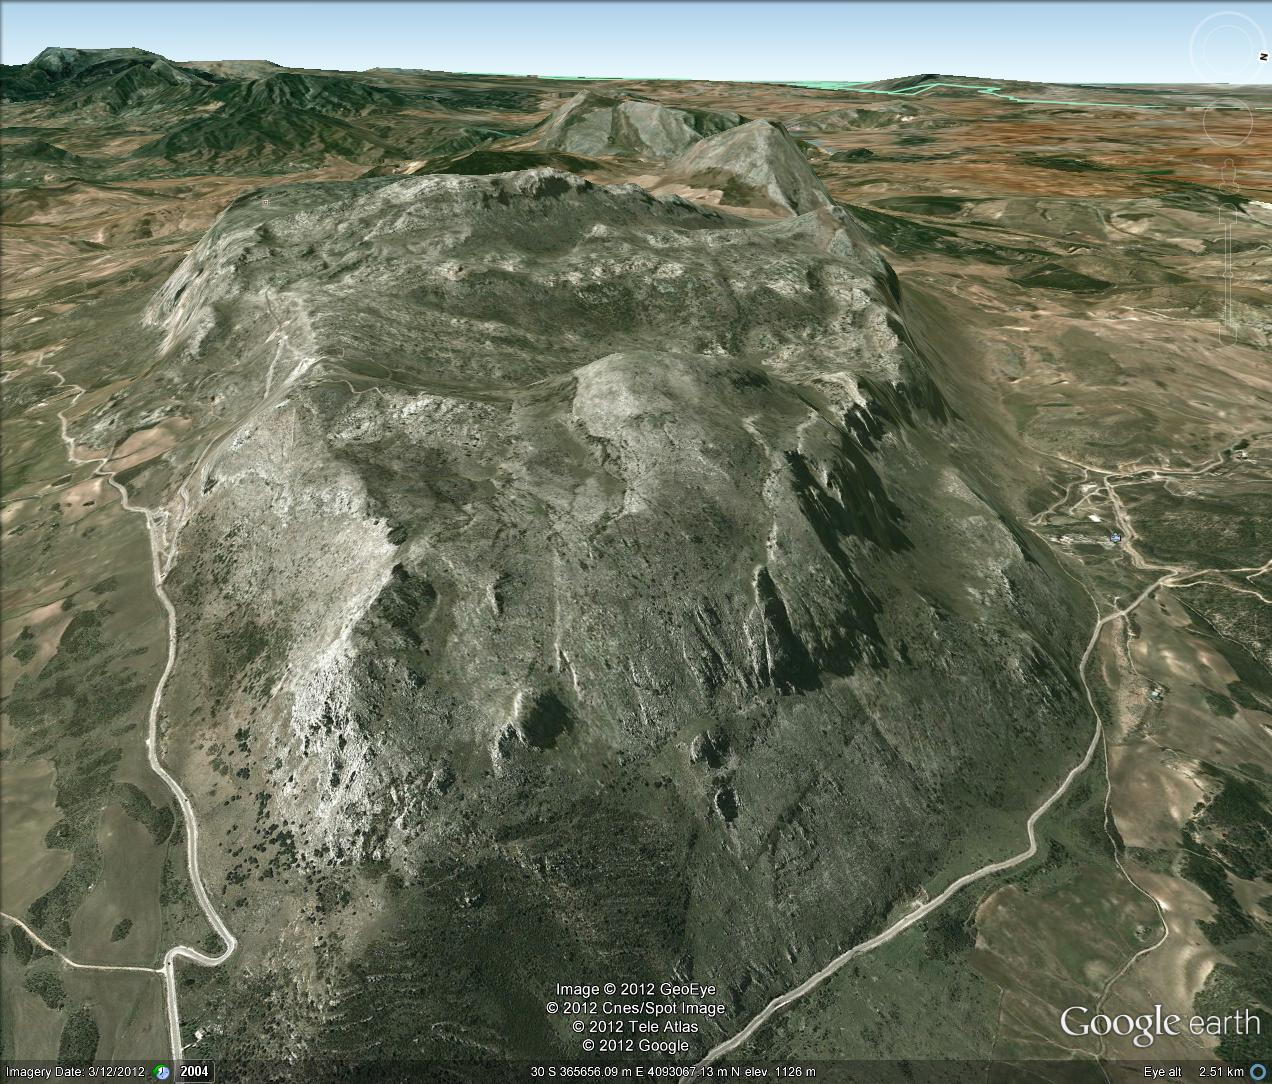 N
Image © 2012 GeoEye
© 2012 Cnes/Spot Image
© 2012 Tele Atlas
© 2012 Google
Google earth
Imagery Date: 3/12/2012 2004 30 S 365656.09 m E 4093067.13 m N elev 1126 m Eye alt 2.51 km